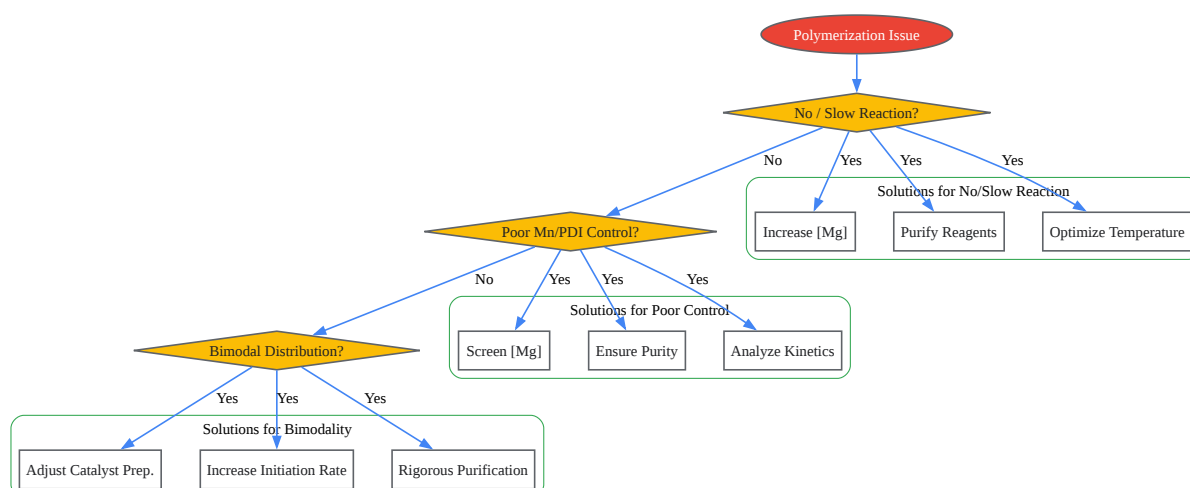 Polymerization Issue
No / Slow Reaction?
No
Yes
Yes
Yes
Solutions for No/Slow Reaction
Increase [Mg]
Purify Reagents
Optimize Temperature
Poor Mn/PDI Control?
No
Yes
Yes
Yes
Solutions for Poor Control
Screen [Mg]
Ensure Purity
Analyze Kinetics
Bimodal Distribution?
Yes
Yes
Yes
Solutions for Bimodality
Adjust Catalyst Prep.
Increase Initiation Rate
Rigorous Purification